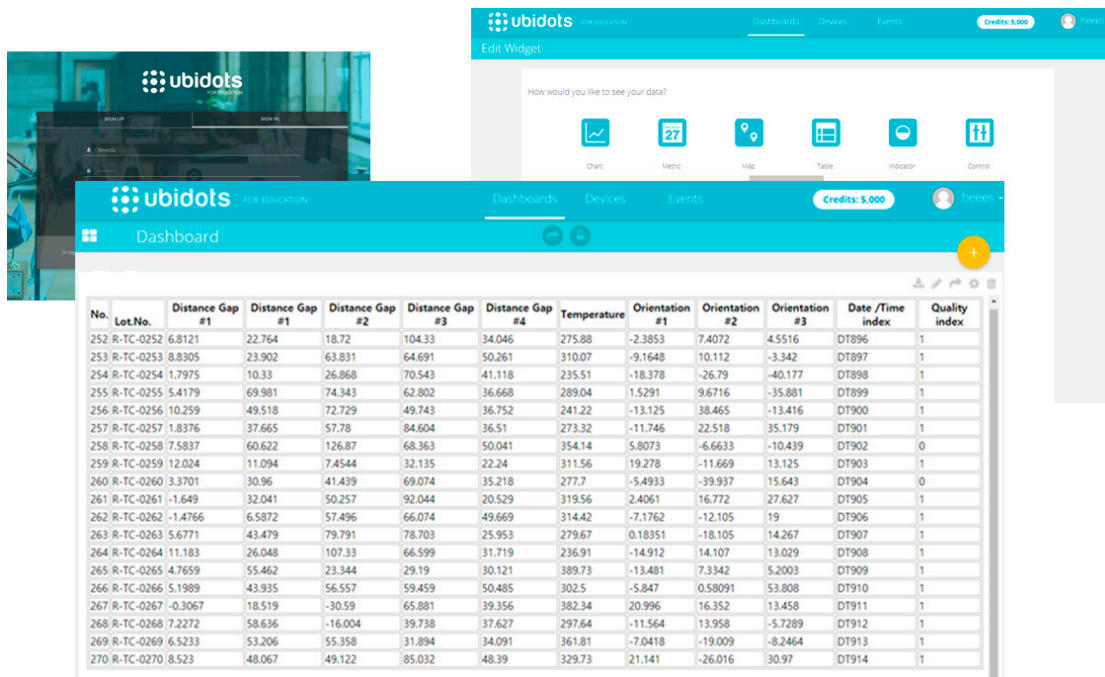 ubidots FOR EDUCATION Dashboards Devices Events Credits: 5.000 heees
Edit Widget
How would you like to see your data?
27
Chart Metric Map Table Indicator Control
ubidots
FOR EDUCATION
SIGN UP SIGN IN
ubidots FOR EDUCATION Dashboards Devices Events Credits: 5.000 heees
Dashboard
+
No. Lot.No. Distance Gap #1 Distance Gap #1 Distance Gap #2 Distance Gap #3 Distance Gap #4 Temperature Orientation #1 Orientation #2 Orientation #3 Date /Time index Quality index
252 R-TC-0252 6.8121 22.764 18.72 104.33 34.046 275.88 -2.3853 7.4072 4.5516 DT896 1
253 R-TC-0253 8.8305 23.902 63.831 64.691 50.261 310.07 -9.1648 10.112 -3.342 DT897 1
254 R-TC-0254 1.7975 10.33 26.868 70.543 41.118 235.51 -18.378 -26.79 -40.177 DT898 1
255 R-TC-0255 5.4179 69.981 74.343 62.802 36.668 289.04 1.5291 9.6716 -35.881 DT899 1
256 R-TC-0256 10.259 49.518 72.729 49.743 36.752 241.22 -13.125 38.465 -13.416 DT900 1
257 R-TC-0257 1.8376 37.665 57.78 84.604 36.51 273.32 -11.746 22.518 35.179 DT901 1
258 R-TC-0258 7.5837 60.622 126.87 68.363 50.041 354.14 5.8073 -6.6633 -10.439 DT902 0
259 R-TC-0259 12.024 11.094 7.4544 32.135 22.24 311.56 19.278 -11.669 13.125 DT903 1
260 R-TC-0260 3.3701 30.96 41.439 69.074 35.218 277.7 -5.4933 -39.937 15.643 DT904 0
261 R-TC-0261 -1.649 32.041 50.257 92.044 20.529 319.56 2.4061 16.772 27.627 DT905 1
262 R-TC-0262 -1.4766 6.5872 57.496 66.074 49.669 314.42 -7.1762 -12.105 19 DT906 1
263 R-TC-0263 5.6771 43.479 79.791 78.703 25.953 279.67 0.18351 -18.105 14.267 DT907 1
264 R-TC-0264 11.183 26.048 107.33 66.599 31.719 236.91 -14.912 14.107 13.029 DT908 1
265 R-TC-0265 4.7659 55.462 23.344 29.19 30.121 389.73 -13.481 7.3342 5.2003 DT909 1
266 R-TC-0266 5.1989 43.935 56.557 59.459 50.485 302.5 -5.847 0.58091 53.808 DT910 1
267 R-TC-0267 -0.3067 18.519 -30.59 65.881 39.356 382.34 20.996 16.352 13.458 DT911 1
268 R-TC-0268 7.2272 58.636 -16.004 39.738 37.627 297.64 -11.564 13.958 -5.7289 DT912 1
269 R-TC-0269 6.5233 53.206 55.358 31.894 34.091 361.81 -7.0418 -19.009 -8.2464 DT913 1
270 R-TC-0270 8.523 48.067 49.122 85.032 48.39 329.73 21.141 -26.016 30.97 DT914 1